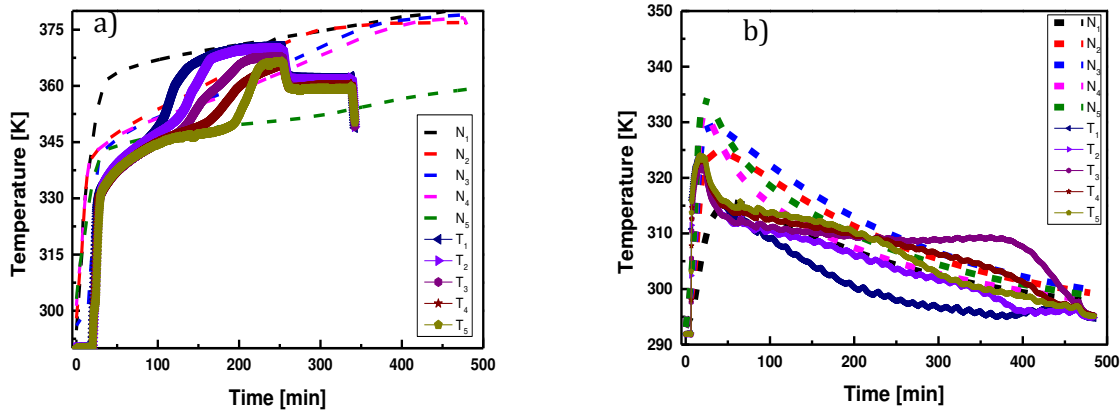 a)
Temperature [K]
375
360
345
330
315
300
0 100 200 300 400 500
Time [min]
N1
N2
N3
N4
N5
T1
T2
T3
T4
T5
b)
Temperature [K]
350
340
330
320
310
300
290
0 100 200 300 400 500
Time [min]
N1
N2
N3
N4
N5
T1
T2
T3
T4
T5